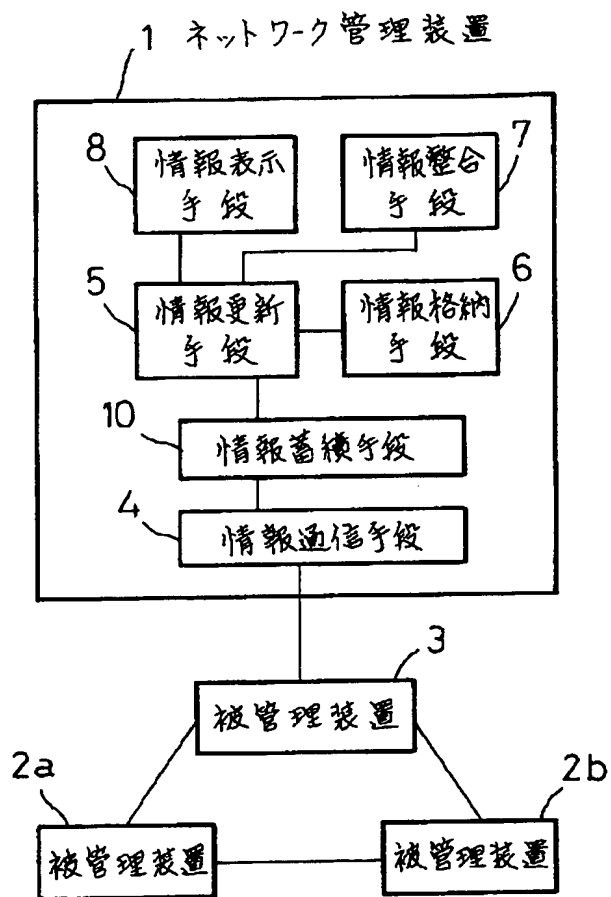 1 ネットワーク管理装置
8
情報表示
手段
7
情報整合
手段
5
情報更新
手段
6
情報格納
手段
10
情報蓄積手段
4
情報通信手段
3
被管理装置
2a
被管理装置
2b
被管理装置